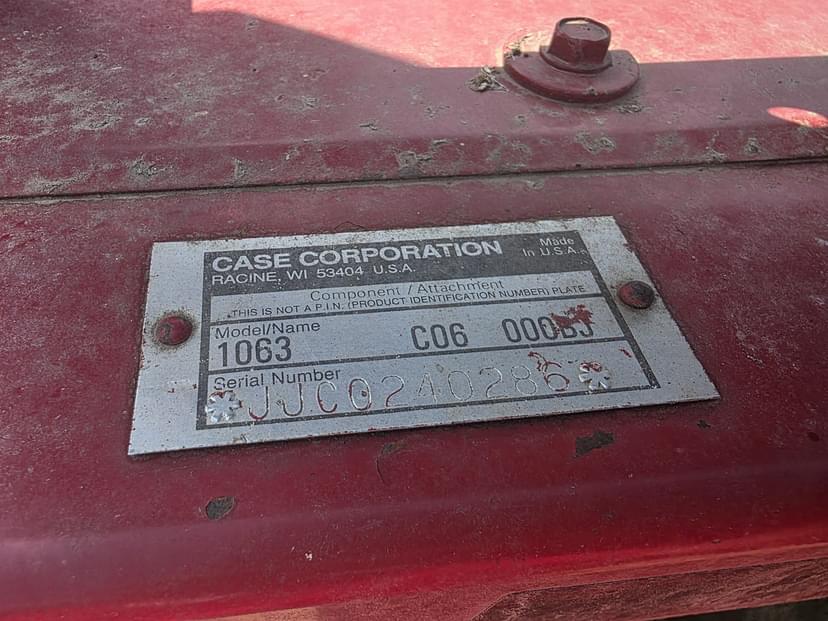 CASE CORPORATION
RACINE, WI 53404 U.S.A.
Made
In U.S.A.
Component / Attachment
THIS IS NOT A P.I.N. (PRODUCT IDENTIFICATION NUMBER) PLATE
Model/Name
1063 C06
Serial Number
*JJC0240286*